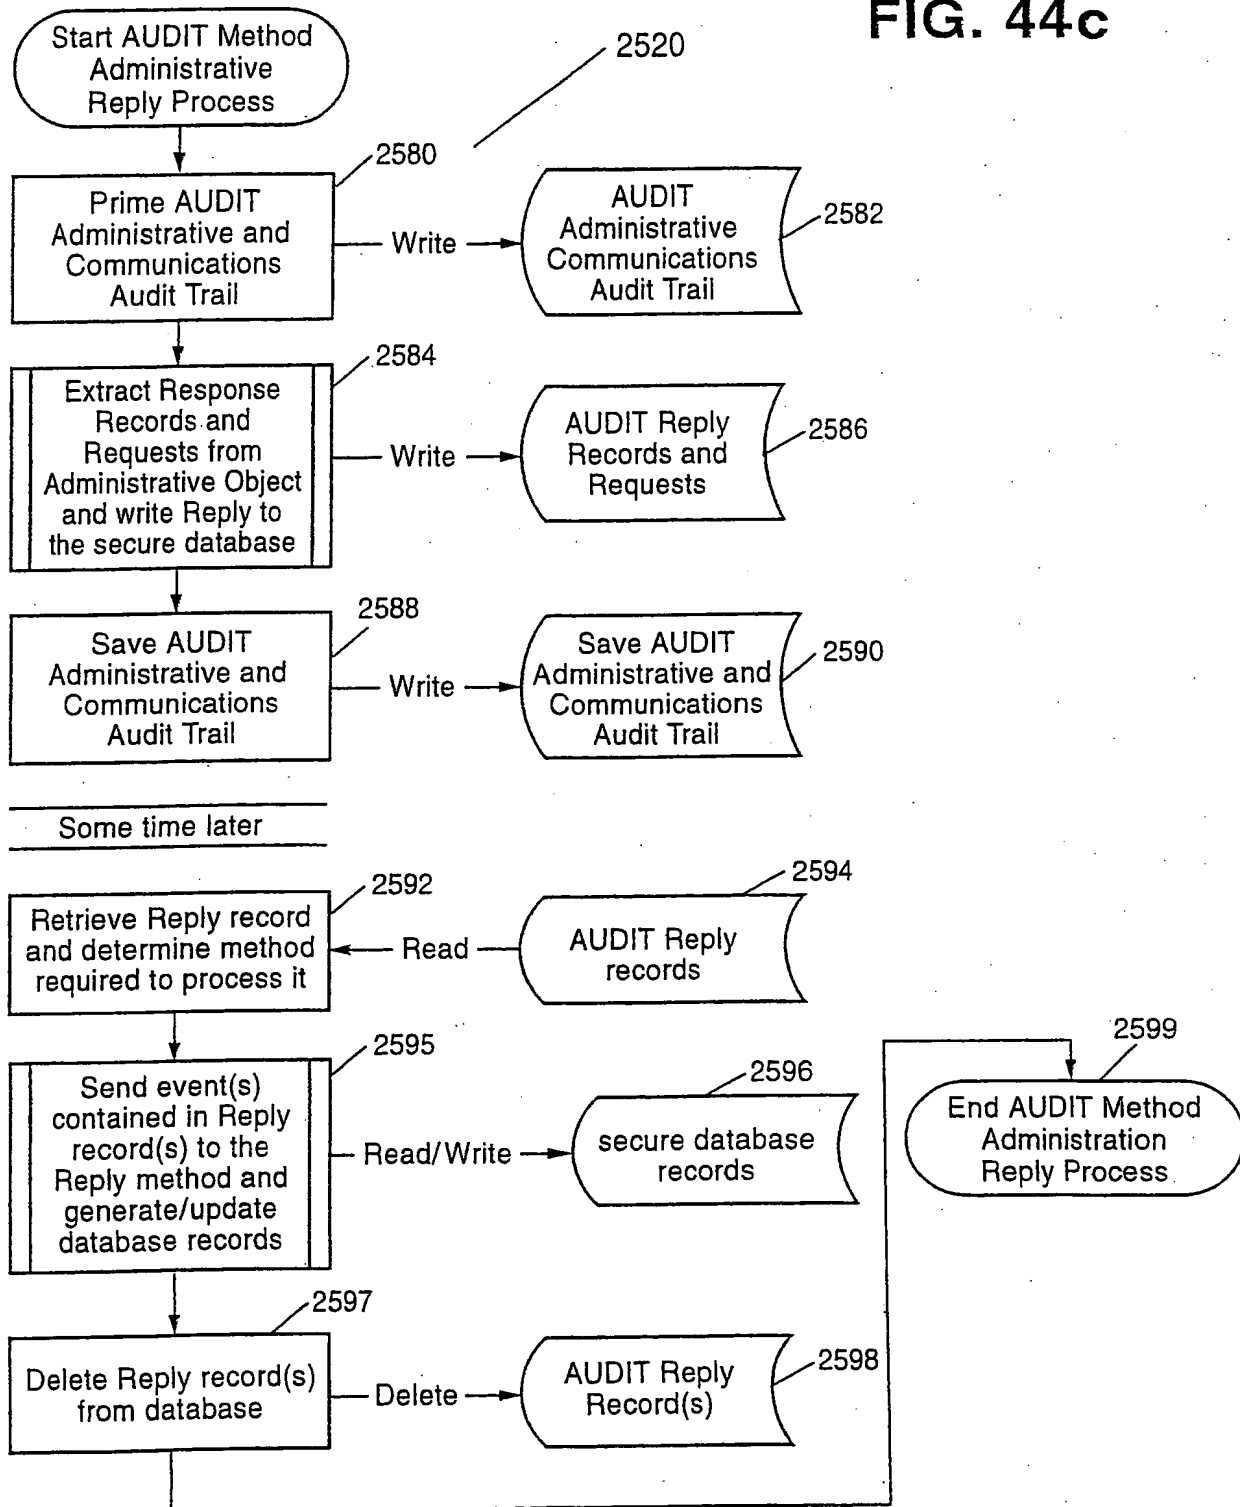 FIG. 44c
Start AUDIT Method
Administrative
Reply Process
2520
2580
Prime AUDIT
Administrative and
Communications
Audit Trail
Write
AUDIT
Administrative
Communications
Audit Trail
2582
2584
Extract Response
Records and
Requests from
Administrative Object
and write Reply to
the secure database
Write
AUDIT Reply
Records and
Requests
2586
2588
Save AUDIT
Administrative and
Communications
Audit Trail
Write
Save AUDIT
Administrative and
Communications
Audit Trail
2590
Some time later
2592
Retrieve Reply record
and determine method
required to process it
Read
2594
AUDIT Reply
records
2595
Send event(s)
contained in Reply
record(s) to the
Reply method and
generate/update
database records
Read/Write
2596
secure database
records
2597
Delete Reply record(s)
from database
Delete
AUDIT Reply
Record(s)
2598
2599
End AUDIT Method
Administration
Reply Process